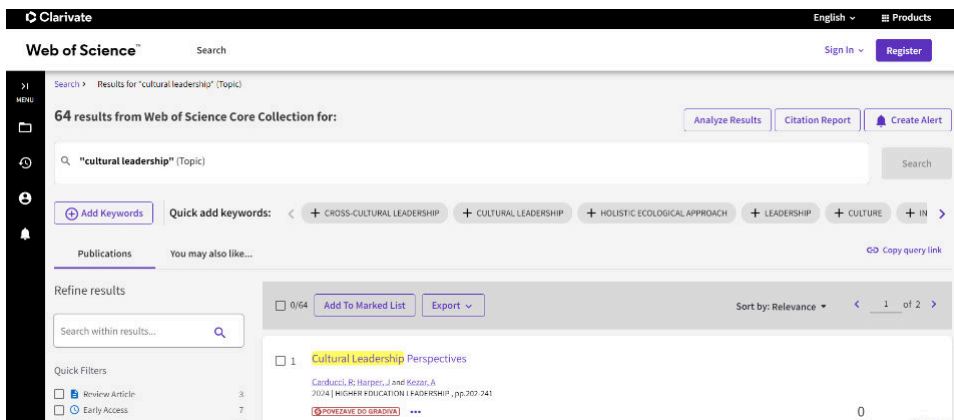 Clarivate English Products
Web of Science™ Search Sign In Register
MENU
Search > Results for "cultural leadership" (Topic)
64 results from Web of Science Core Collection for:
Analyze Results Citation Report Create Alert
"cultural leadership" (Topic) Search
Add Keywords Quick add keywords: < + CROSS-CULTURAL LEADERSHIP + CULTURAL LEADERSHIP + HOLISTIC ECOLOGICAL APPROACH + LEADERSHIP + CULTURE + IN >
Publications You may also like... Copy query link
Refine results
0/64 Add To Marked List Export Sort by: Relevance < 1 of 2 >
Search within results...
1 Cultural Leadership Perspectives
Quick Filters
Carducci, R; Harper, J and Kezar, A
2024 | HIGHER EDUCATION LEADERSHIP , pp.202-241
Review Article 3
Early Access 7
POVEZAVE DO GRADIVA ••• 0